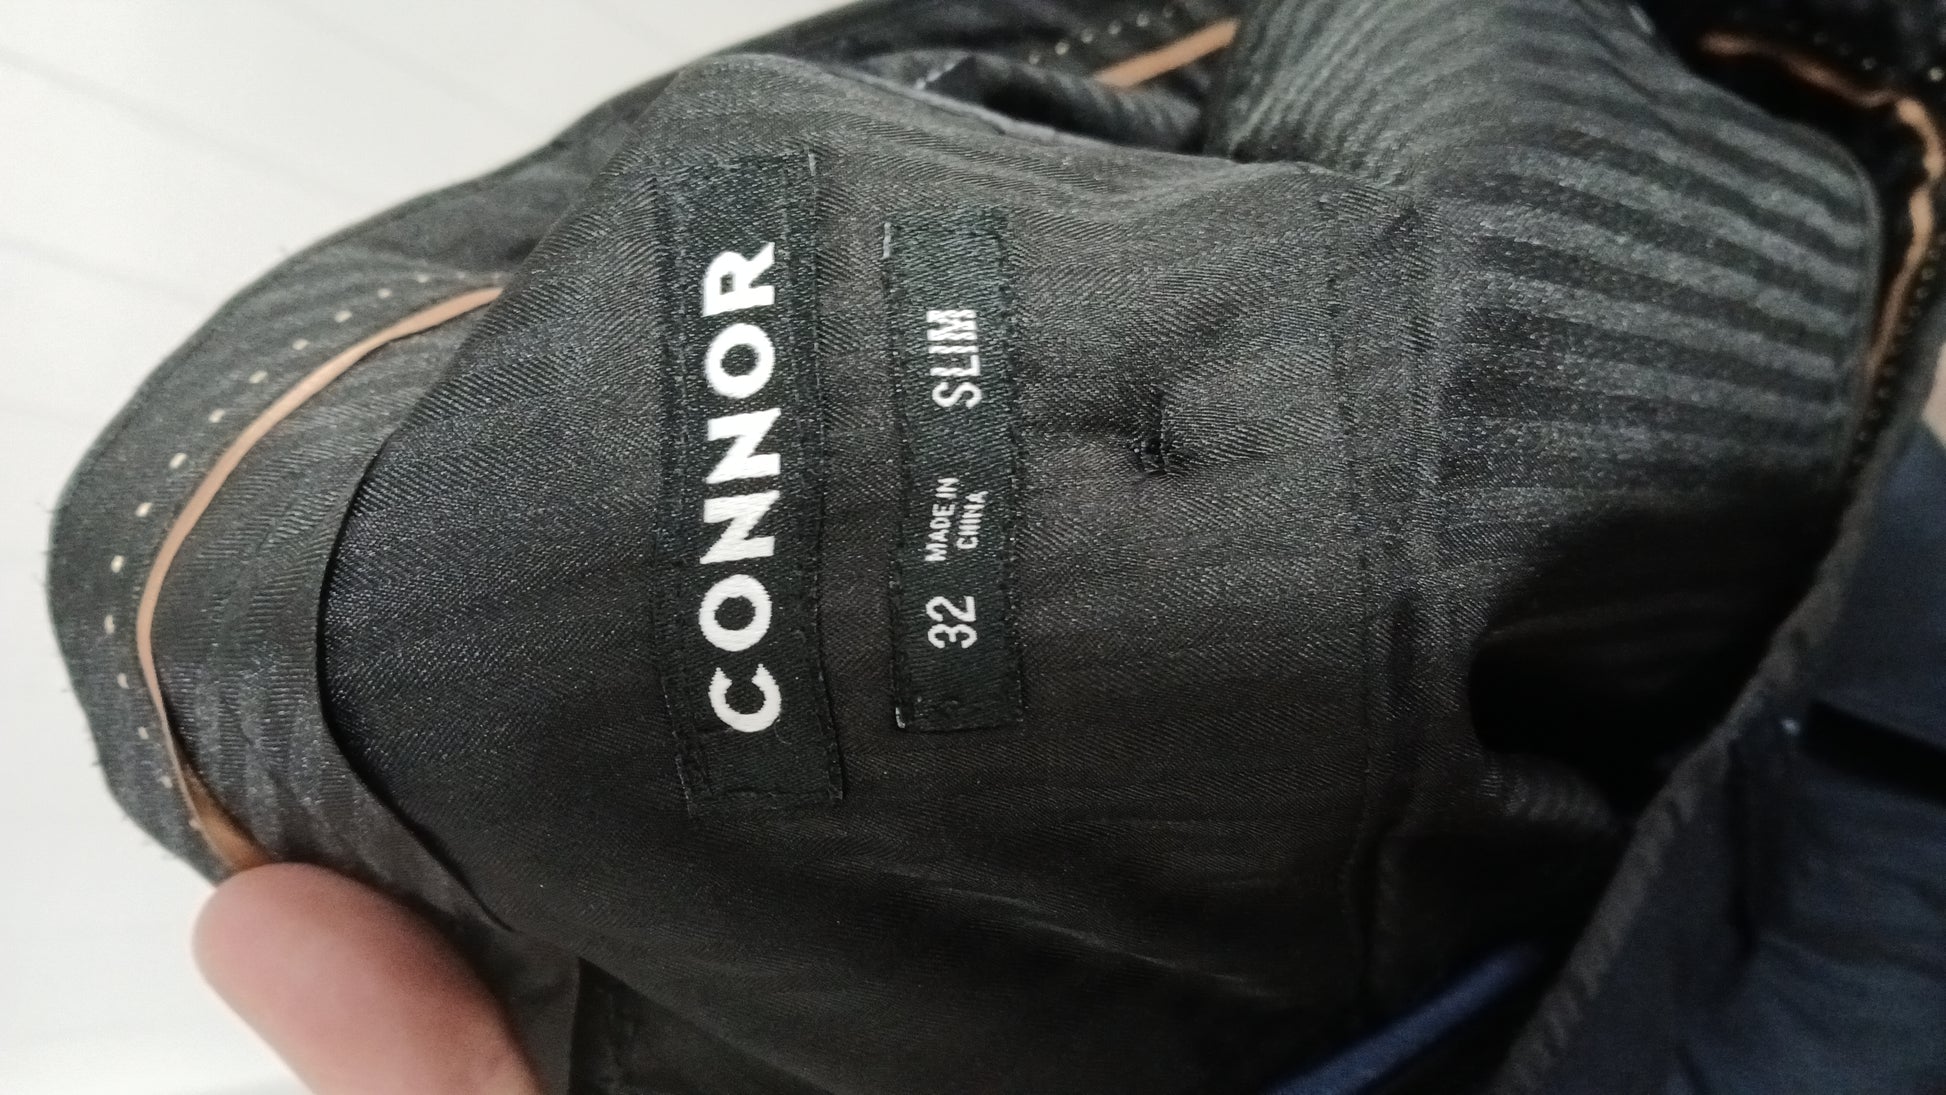 CONNOR
32 MADE IN CHINA SLIM